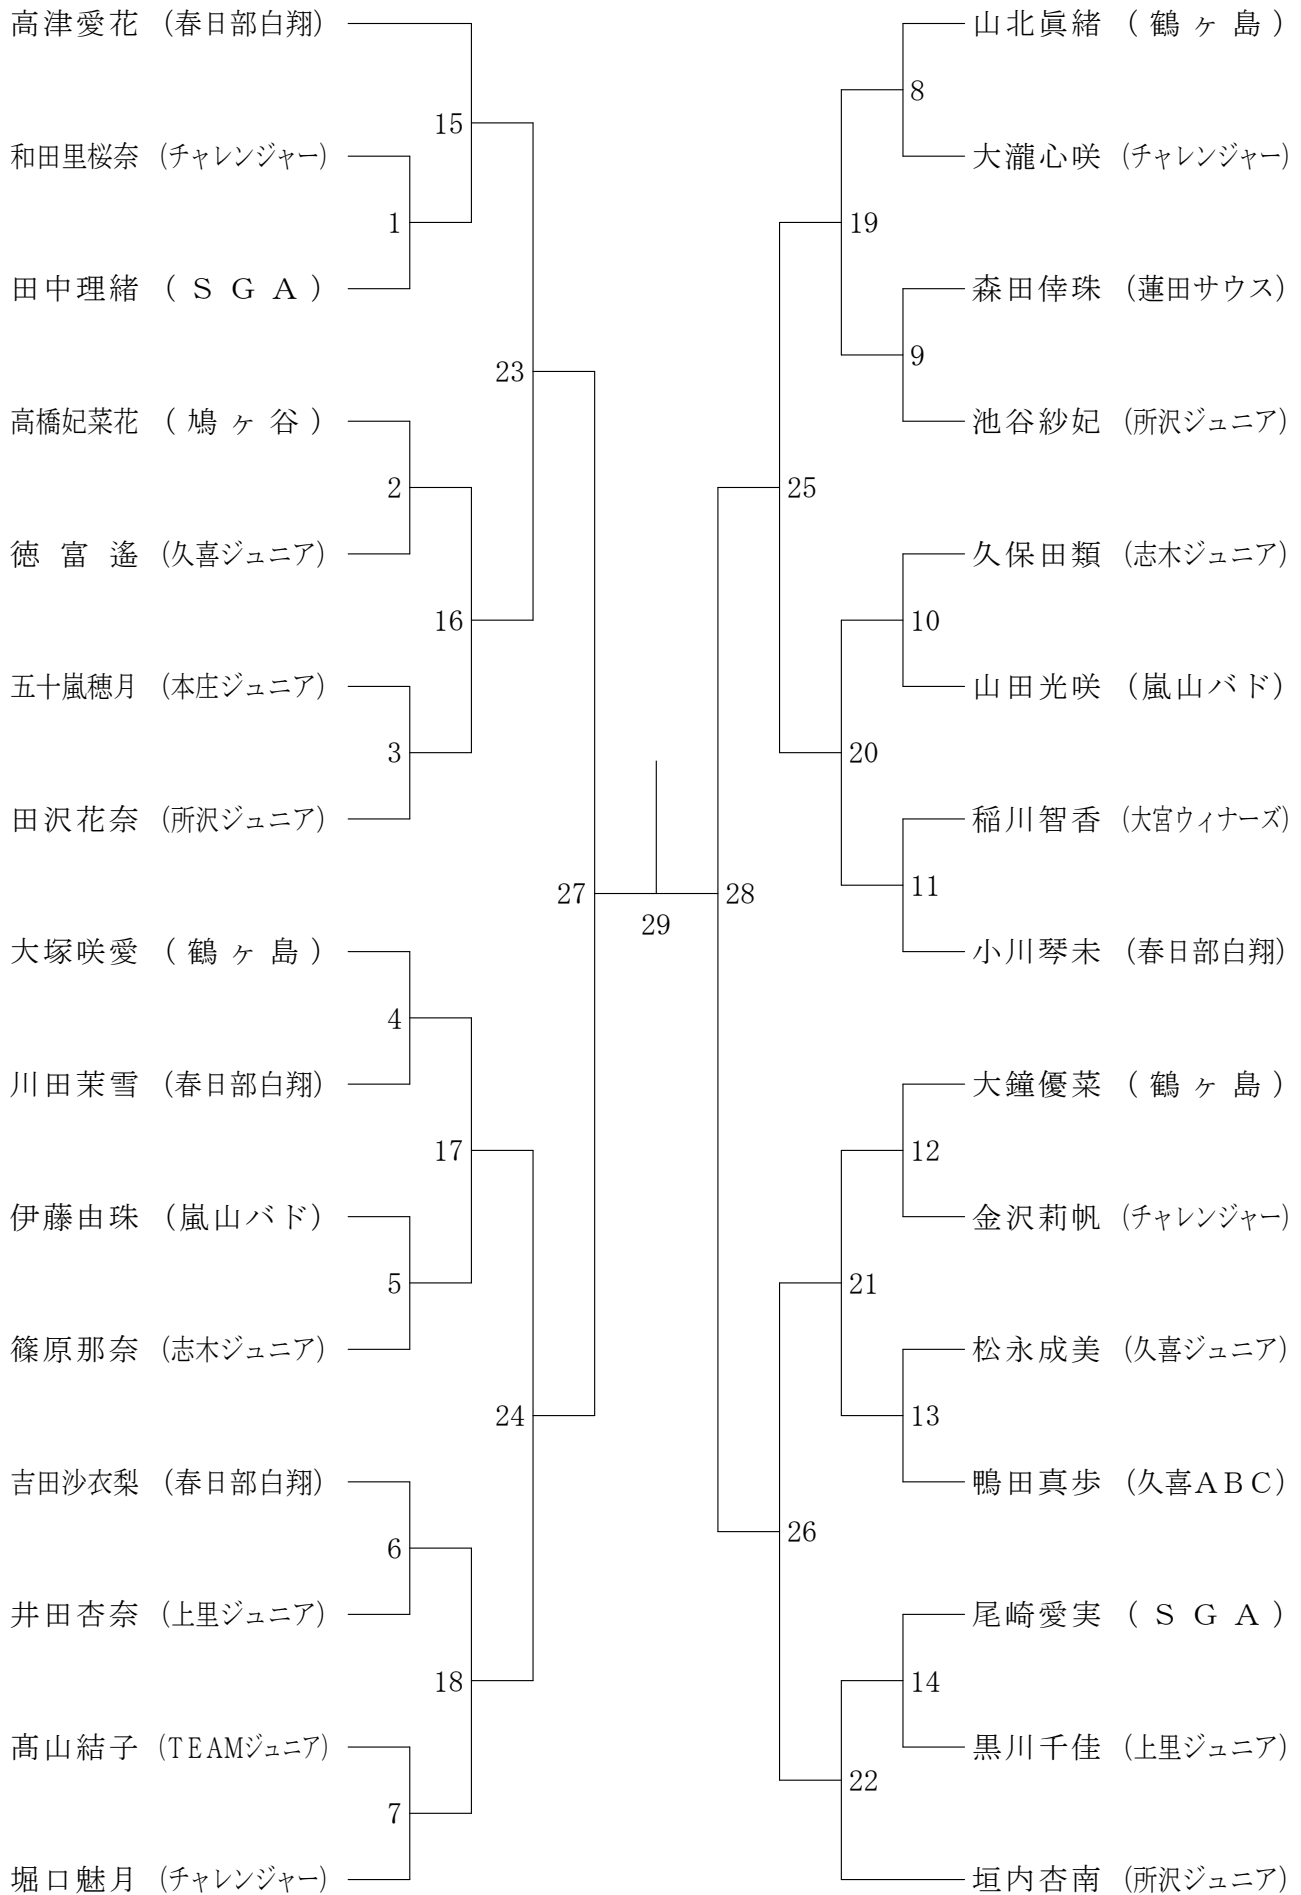 高津愛花 (春日部白翔)
15
和田里桜奈 (チャレンジャー)
1
田中理緒 (ＳＧＡ)
23
高橋妃菜花 (鳩ヶ谷)
2
徳富遙 (久喜ジュニア)
16
五十嵐穂月 (本庄ジュニア)
3
田沢花奈 (所沢ジュニア)
27
大塚咲愛 (鶴ヶ島)
4
川田茉雪 (春日部白翔)
17
伊藤由珠 (嵐山バド)
5
篠原那奈 (志木ジュニア)
24
吉田沙衣梨 (春日部白翔)
6
井田杏奈 (上里ジュニア)
18
髙山結子 (TEAMジュニア)
7
堀口魅月 (チャレンジャー)
29
山北眞緒 (鶴ヶ島)
8
大瀧心咲 (チャレンジャー)
19
森田倖珠 (蓮田サウス)
9
池谷紗妃 (所沢ジュニア)
25
久保田類 (志木ジュニア)
10
山田光咲 (嵐山バド)
20
稲川智香 (大宮ウィナーズ)
11
小川琴未 (春日部白翔)
28
大鐘優菜 (鶴ヶ島)
12
金沢莉帆 (チャレンジャー)
21
松永成美 (久喜ジュニア)
13
鴨田真歩 (久喜ＡＢＣ)
26
尾崎愛実 (ＳＧＡ)
14
黒川千佳 (上里ジュニア)
22
垣内杏南 (所沢ジュニア)